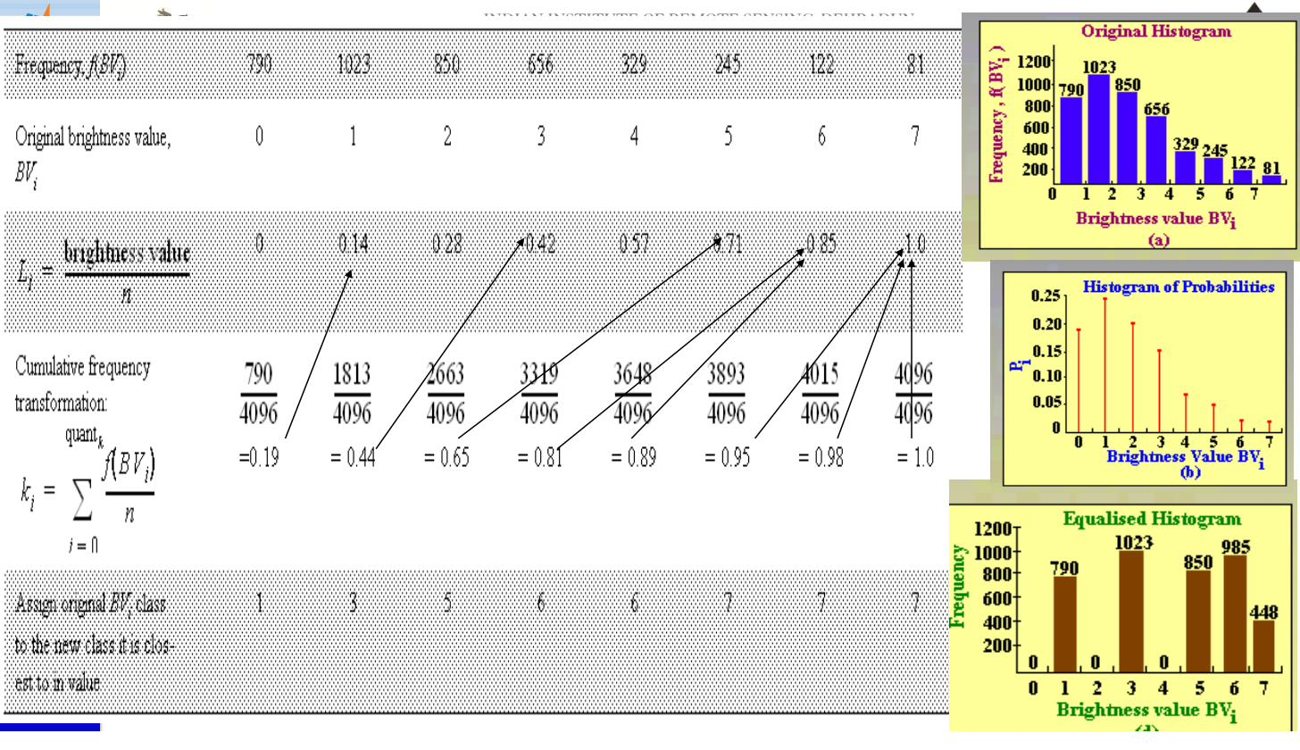 INDIAN INSTITUTE OF REMOTE SENSING, DEHRADUN
Frequency, f(BVi) 790 1023 850 656 329 245 122 81
Original brightness value, 0 1 2 3 4 5 6 7
BVi
Li = brightness value / n 0 0.14 0.28 0.42 0.57 0.71 0.85 1.0
Cumulative frequency
transformation:
790/4096 1813/4096 2663/4096 3319/4096 3648/4096 3893/4096 4015/4096 4096/4096
quantk
=0.19 = 0.44 = 0.65 = 0.81 = 0.89 = 0.95 = 0.98 = 1.0
ki = Σ f(BVi) / n
i = 0
Assign original BVi class 1 3 5 6 6 7 7 7
to the new class it is clos-
est to in value
Original Histogram
Frequency , f( BVi )
1200
1000
800
600
400
200
790 1023 850 656 329 245 122 81
0 1 2 3 4 5 6 7
Brightness value BVi
(a)
Histogram of Probabilities
Pi
0.25
0.20
0.15
0.10
0.05
0
0 1 2 3 4 5 6 7
Brightness Value BVi
(b)
Equalised Histogram
Frequency
1200
1000
800
600
400
200
0 790 0 1023 0 850 985 448
0 1 2 3 4 5 6 7
Brightness value BVi